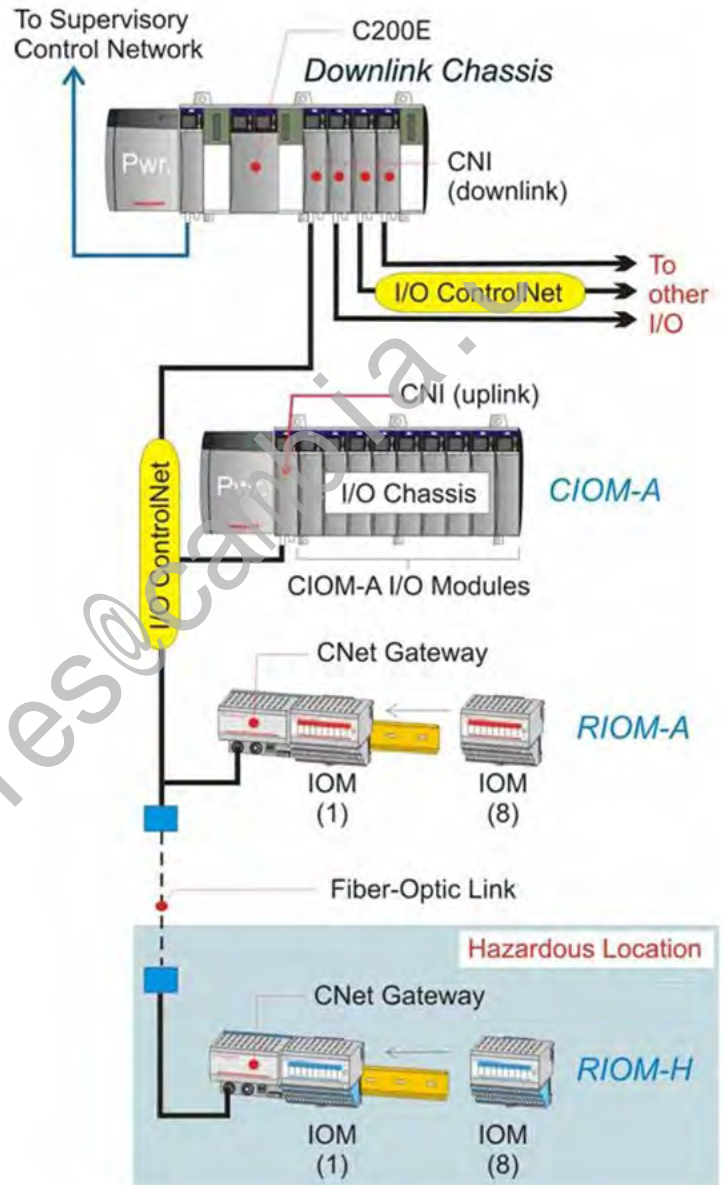 To Supervisory
Control Network
C200E
Downlink Chassis
Pwr.
CNI
(downlink)
To
other
I/O
I/O ControlNet
CNI (uplink)
I/O ControlNet
I/O Chassis
CIOM-A
CIOM-A I/O Modules
CNet Gateway
RIOM-A
IOM
(1)
IOM
(8)
Fiber-Optic Link
Hazardous Location
CNet Gateway
RIOM-H
IOM
(1)
IOM
(8)